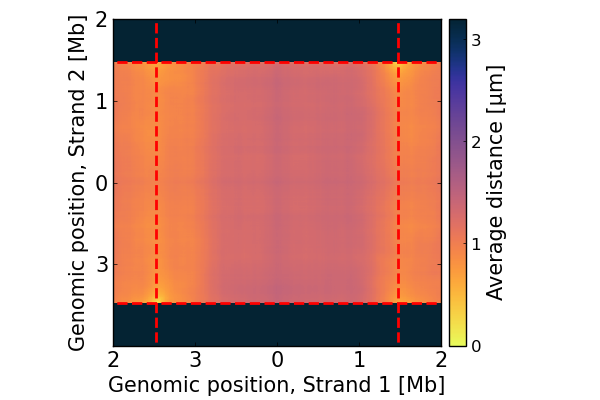 2
1
0
3
Genomic position, Strand 2 [Mb]
2 3 0 1 2
Genomic position, Strand 1 [Mb]
3
2
1
0
Average distance [µm]